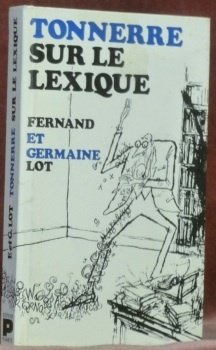 TONNERRE
SUR LE
LEXIQUE
FERNAND
ET
GERMAINE
LOT
E et G. LOT TONNERRE SUR LE LEXIQUE
P